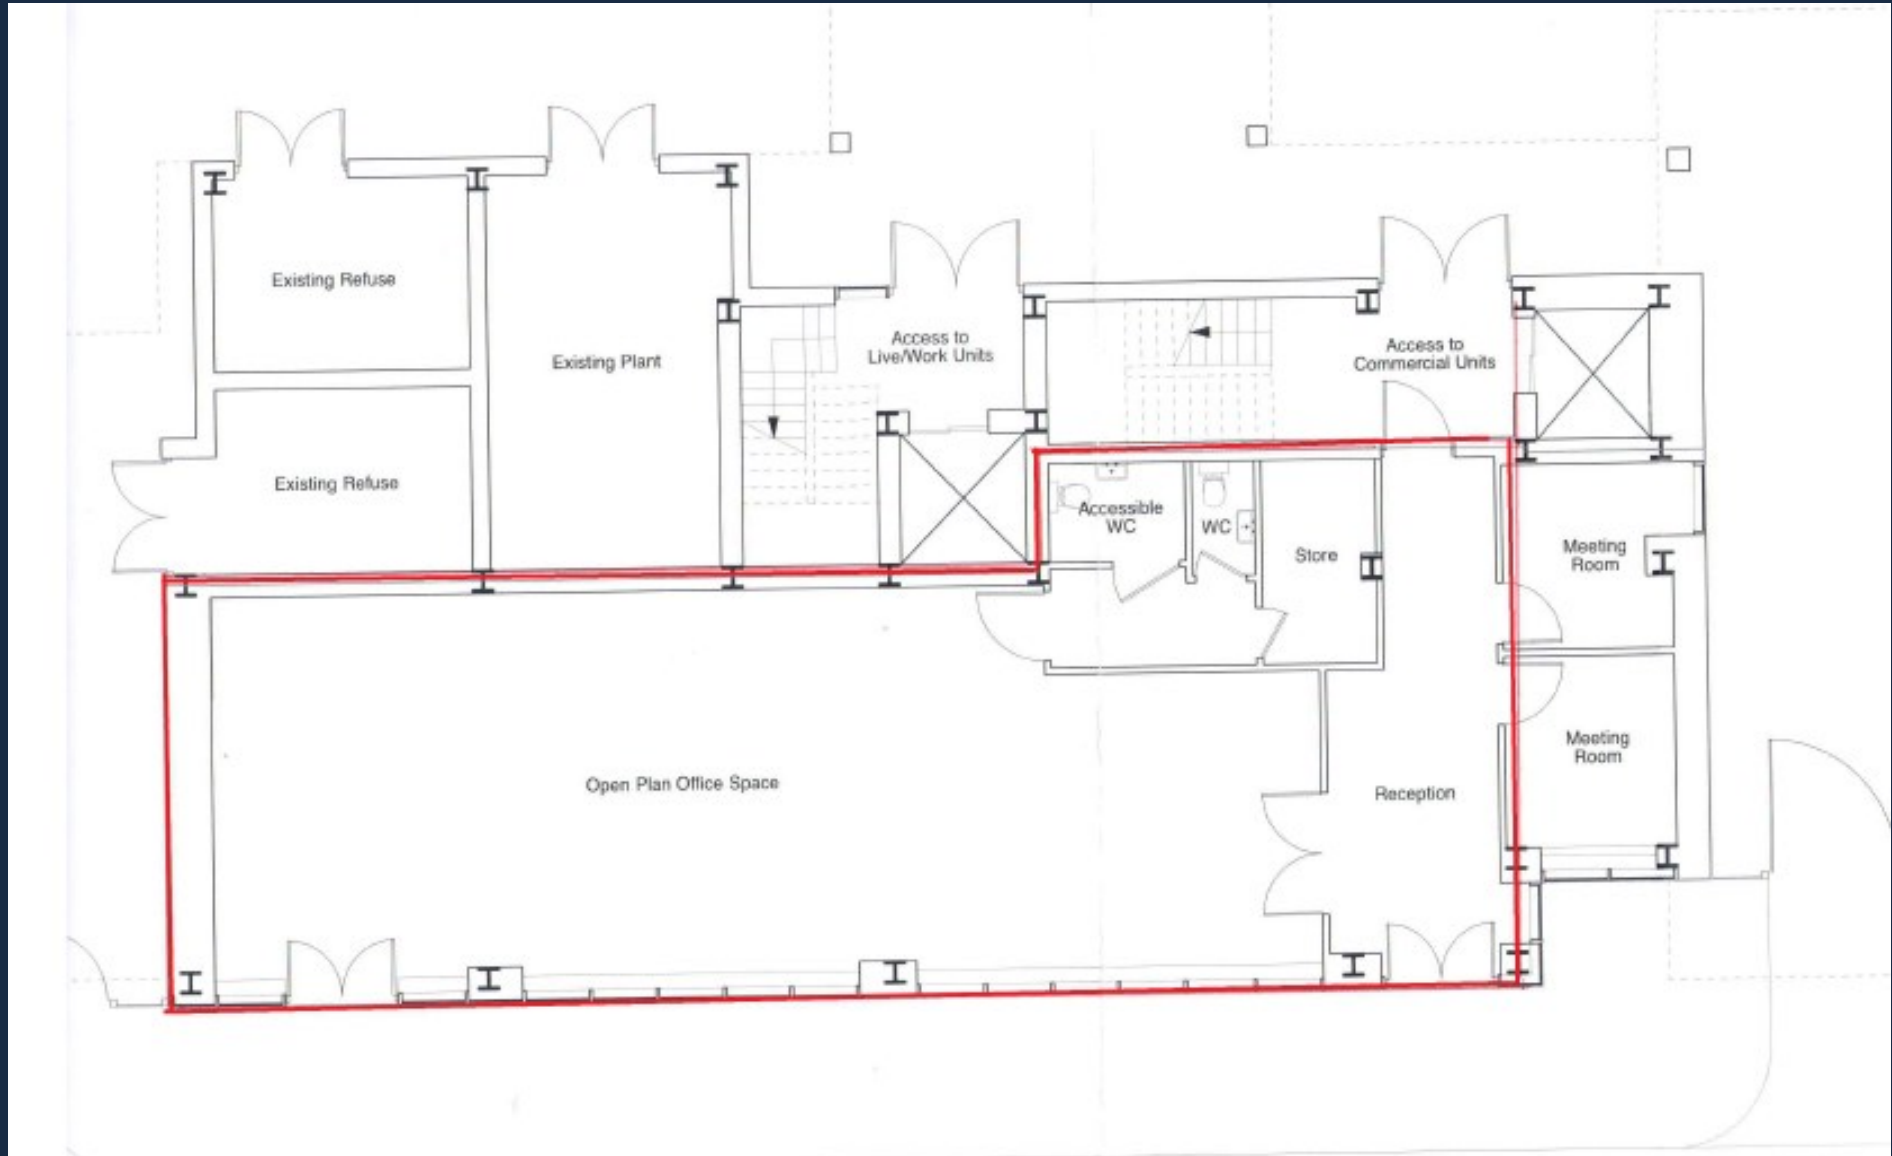 Existing Refuse
Existing Plant
Access to
Live/Work Units
Access to
Commercial Units
Existing Refuse
Accessible
WC
WC
Store
Meeting
Room
Meeting
Room
Open Plan Office Space
Reception